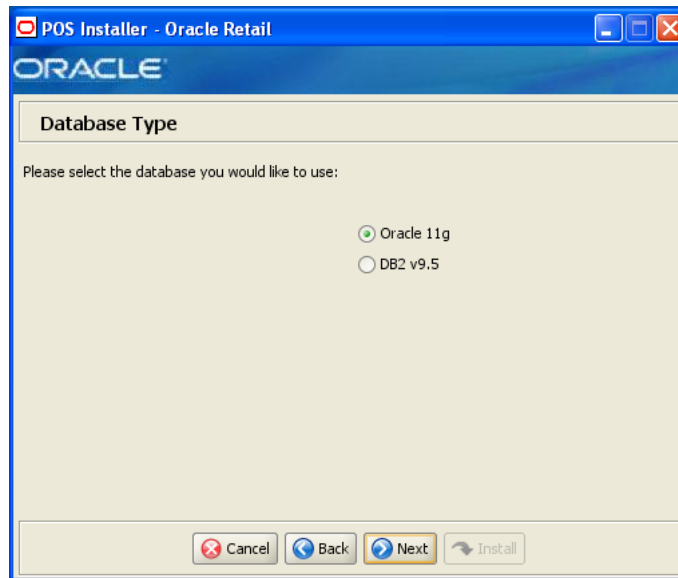 POS Installer - Oracle Retail
ORACLE
Database Type
Please select the database you would like to use:
Oracle 11g
DB2 v9.5
Cancel Back Next Install